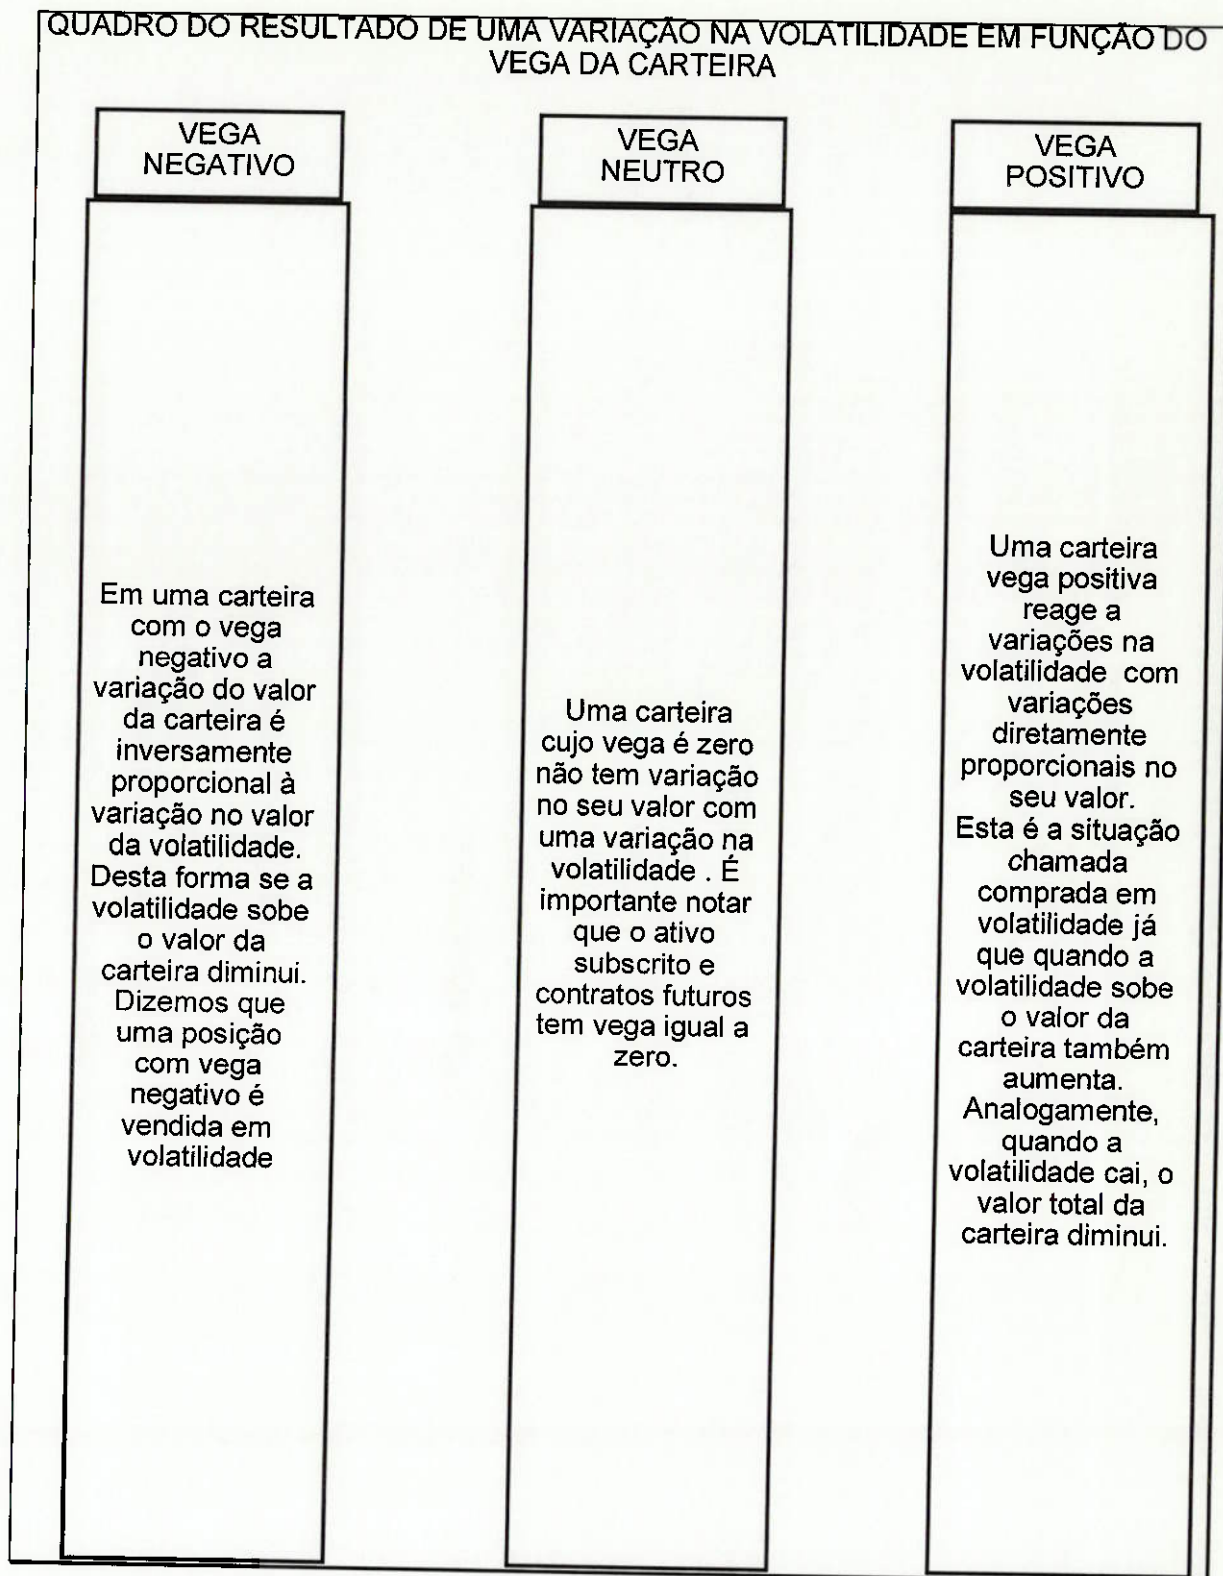 QUADRO DO RESULTADO DE UMA VARIAÇÃO NA VOLATILIDADE EM FUNÇÃO DO
VEGA DA CARTEIRA
VEGA
NEGATIVO
Em uma carteira
com o vega
negativo a
variação do valor
da carteira é
inversamente
proporcional à
variação no valor
da volatilidade.
Desta forma se a
volatilidade sobe
o valor da
carteira diminui.
Dizemos que
uma posição
com vega
negativo é
vendida em
volatilidade
VEGA
NEUTRO
Uma carteira
cujo vega é zero
não tem variação
no seu valor com
uma variação na
volatilidade . É
importante notar
que o ativo
subscrito e
contratos futuros
tem vega igual a
zero.
VEGA
POSITIVO
Uma carteira
vega positiva
reage a
variações na
volatilidade com
variações
diretamente
proporcionais no
seu valor.
Esta é a situação
chamada
comprada em
volatilidade já
que quando a
volatilidade sobe
o valor da
carteira também
aumenta.
Analogamente,
quando a
volatilidade cai, o
valor total da
carteira diminui.